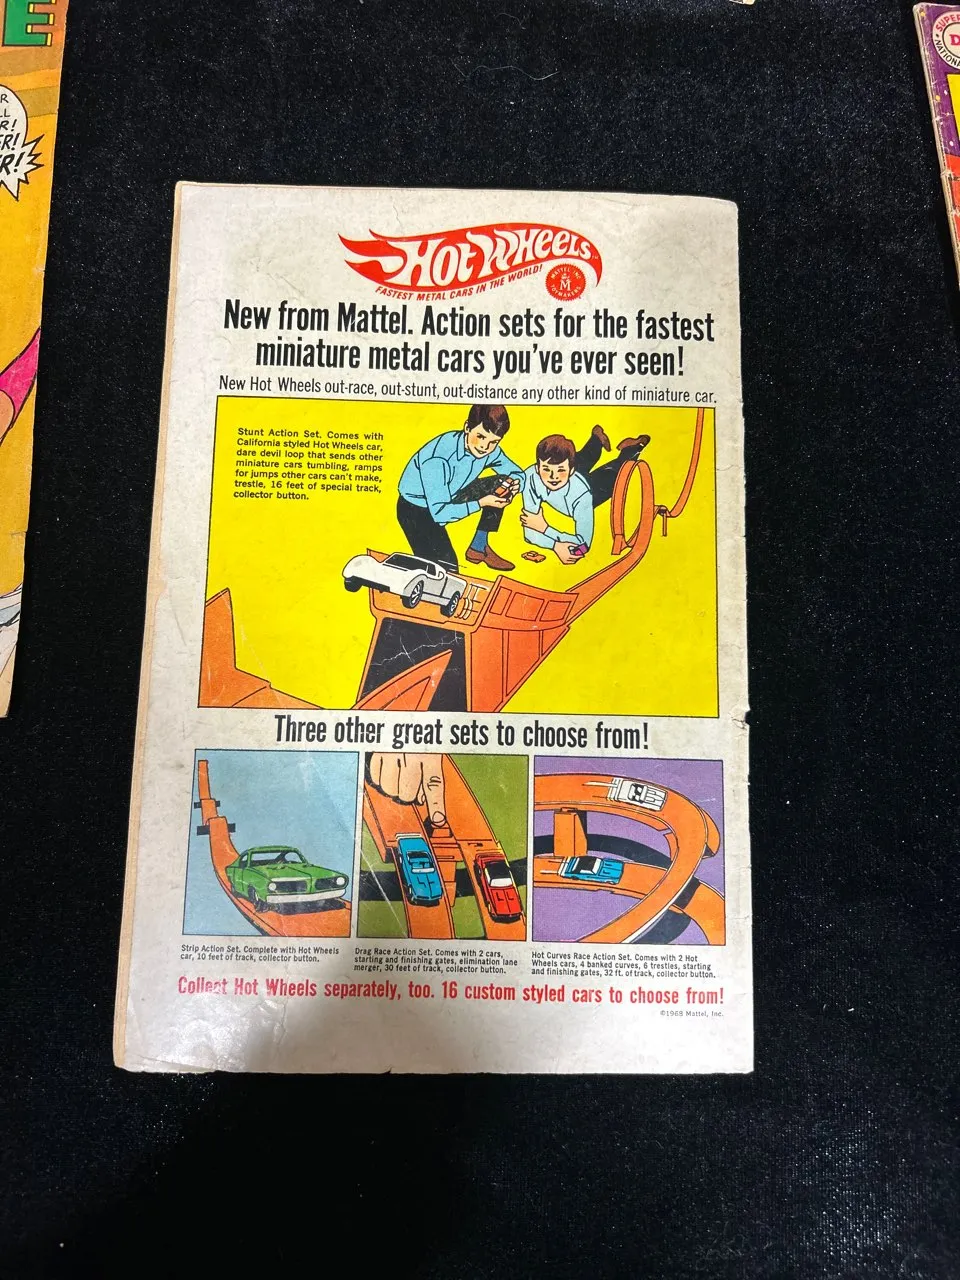 E
R
LL
R!
ER!
R!
SUPER
D
NATION
HOT WHEELS
FASTEST METAL CARS IN THE WORLD!
MATTEL, INC.
M
TOYMAKERS
New from Mattel. Action sets for the fastest
miniature metal cars you've ever seen!
New Hot Wheels out-race, out-stunt, out-distance any other kind of miniature car.
Stunt Action Set. Comes with
California styled Hot Wheels car,
dare devil loop that sends other
miniature cars tumbling, ramps
for jumps other cars can't make,
trestle, 16 feet of special track,
collector button.
Three other great sets to choose from!
Strip Action Set. Complete with Hot Wheels
car, 10 feet of track, collector button.
Drag Race Action Set. Comes with 2 cars,
starting and finishing gates, elimination lane
merger, 30 feet of track, collector button.
Hot Curves Race Action Set. Comes with 2 Hot
Wheels cars, 4 banked curves, 6 trestles, starting
and finishing gates, 32 ft. of track, collector button.
Collect Hot Wheels separately, too. 16 custom styled cars to choose from!
©1968 Mattel, Inc.